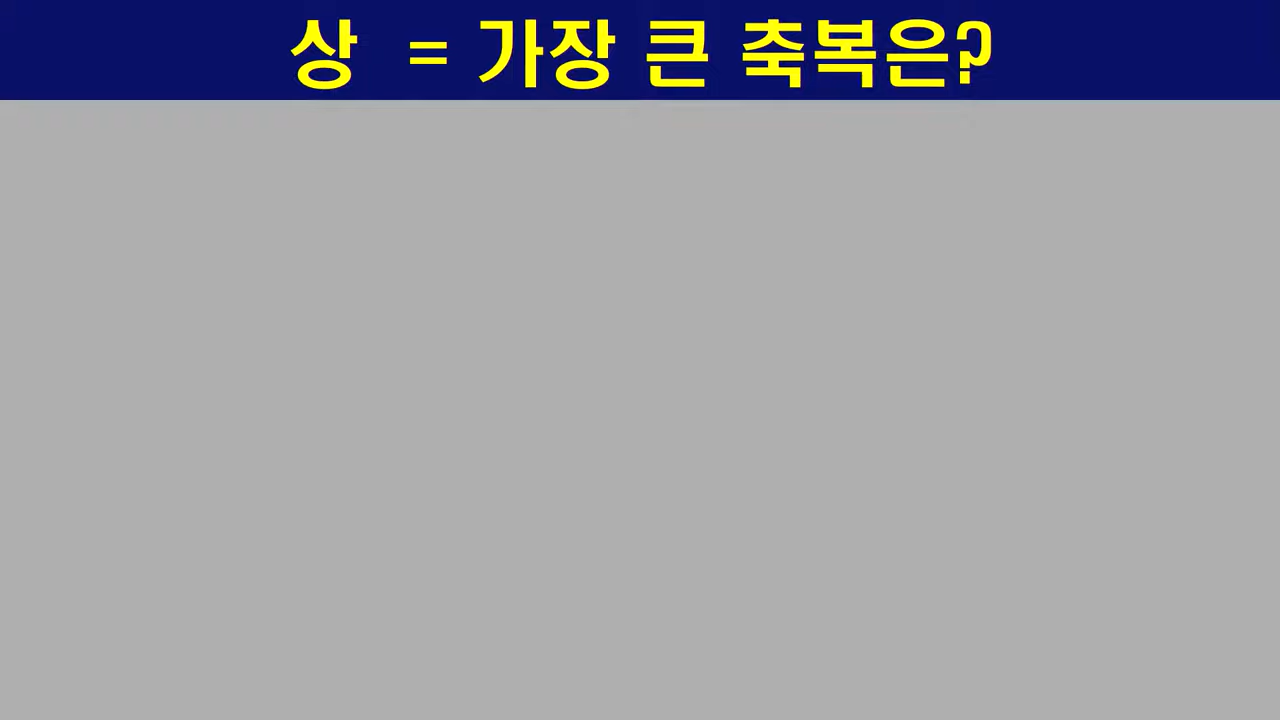 상 = 가장 큰 축복은?